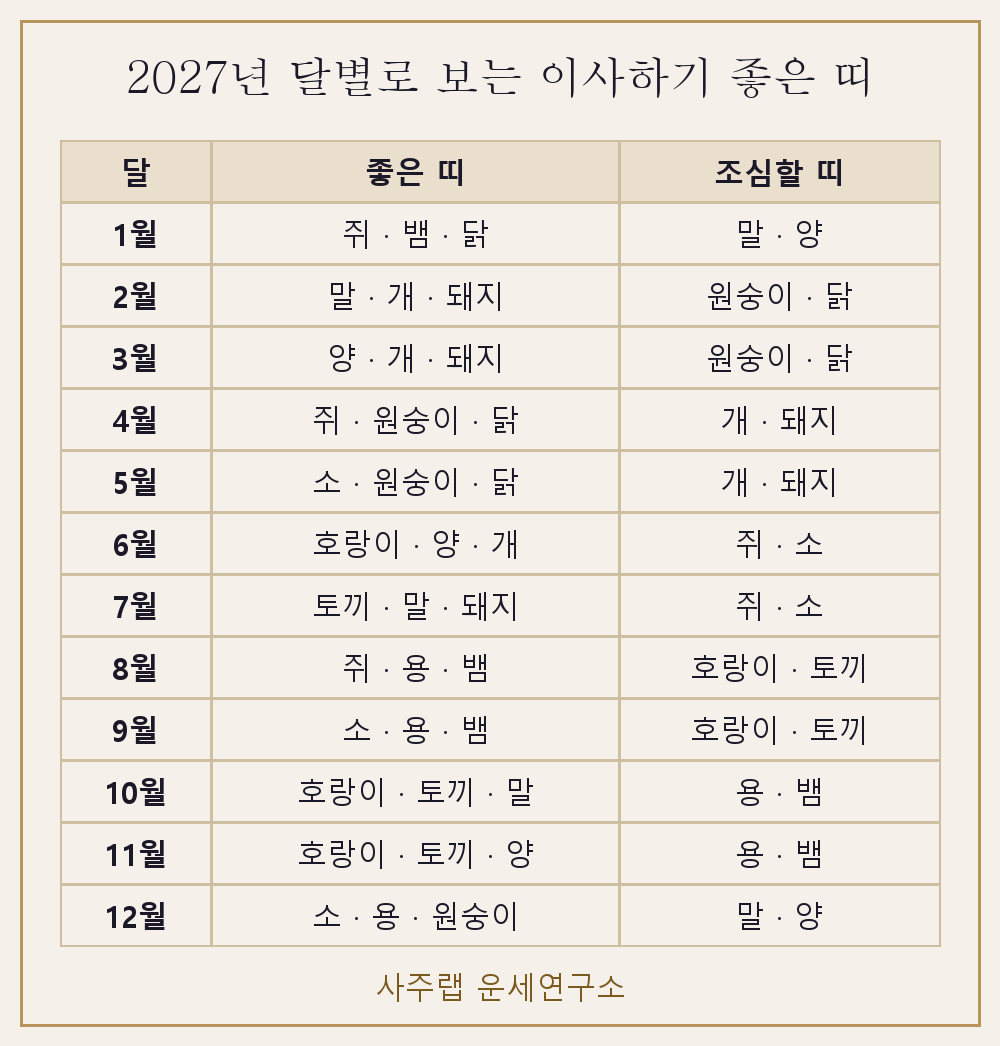 2027년 달별로 보는 이사하기 좋은 띠
달 좋은 띠 조심할 띠
1월 쥐 · 뱀 · 닭 말 · 양
2월 말 · 개 · 돼지 원숭이 · 닭
3월 양 · 개 · 돼지 원숭이 · 닭
4월 쥐 · 원숭이 · 닭 개 · 돼지
5월 소 · 원숭이 · 닭 개 · 돼지
6월 호랑이 · 양 · 개 쥐 · 소
7월 토끼 · 말 · 돼지 쥐 · 소
8월 쥐 · 용 · 뱀 호랑이 · 토끼
9월 소 · 용 · 뱀 호랑이 · 토끼
10월 호랑이 · 토끼 · 말 용 · 뱀
11월 호랑이 · 토끼 · 양 용 · 뱀
12월 소 · 용 · 원숭이 말 · 양
사주랩 운세연구소